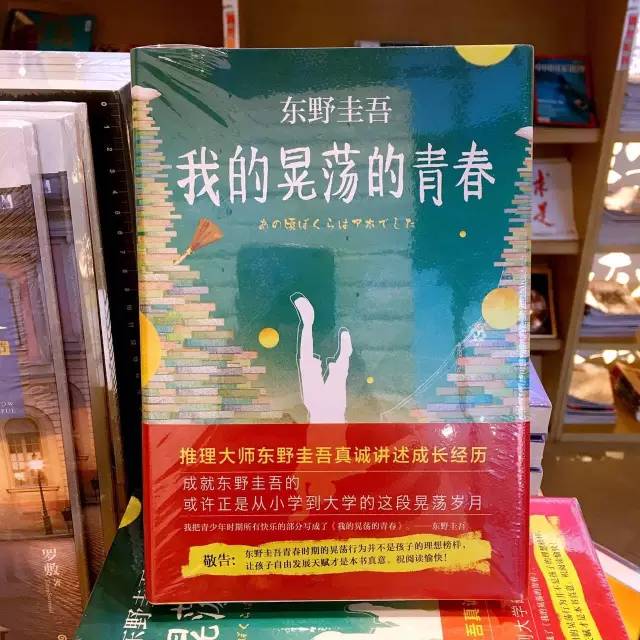 东野圭吾
我的晃荡的青春
あの頃ぼくらはアホでした
推理大师东野圭吾真诚讲述成长经历
成就东野圭吾的
或许正是从小学到大学的这段晃荡岁月
我把青少年时期所有快乐的部分写成了《我的晃荡的青春》。 ——东野圭吾
敬告：东野圭吾青春时期的晃荡行为并不是孩子的理想榜样，
让孩子自由发展天赋才是本书真意。祝阅读愉快！
罗敷 著
东野圭